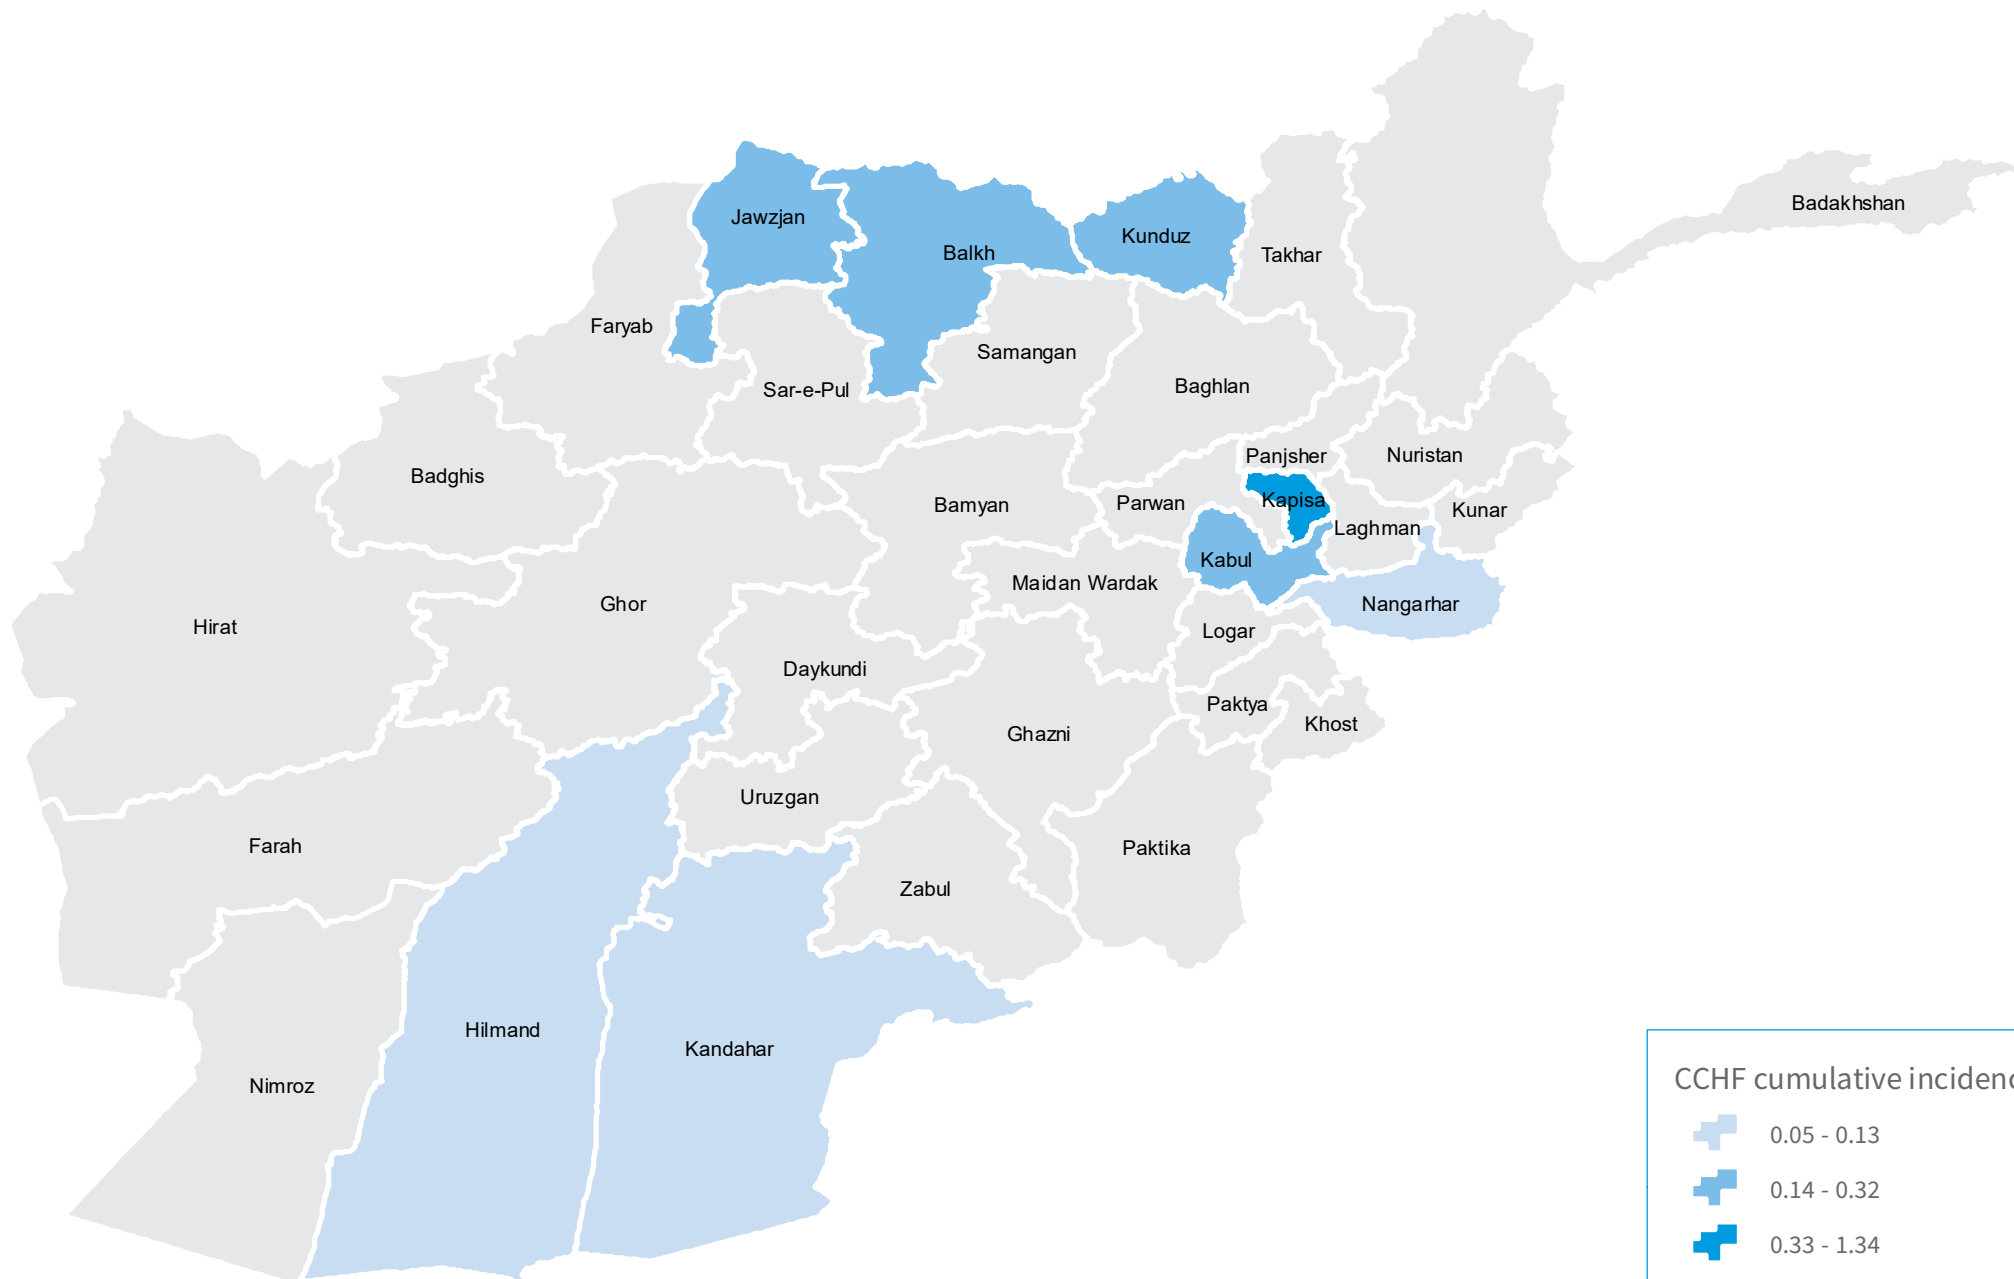 Badakhshan
Jawzjan
Kunduz
Balkh
Takhar
Faryab
Samangan
Baghlan
Sar-e-Pul
Panjsher
Nuristan
Badghis
Kapisa
Parwan
Bamyan
Kunar
Laghman
Kabul
Maidan Wardak
Ghor
Nangarhar
Hirat
Logar
Daykundi
Paktya
Khost
Ghazni
Uruzgan
Farah
Paktika
Zabul
Hilmand
Kandahar
Nimroz
CCHF cumulative incidenc
0.05 - 0.13
0.14 - 0.32
0.33 - 1.34